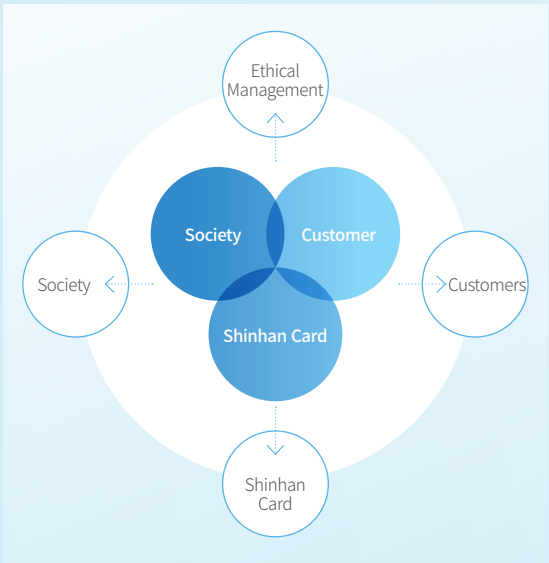 Ethical
Management
Society
Customer
Society
Customers
Shinhan Card
Shinhan
Card